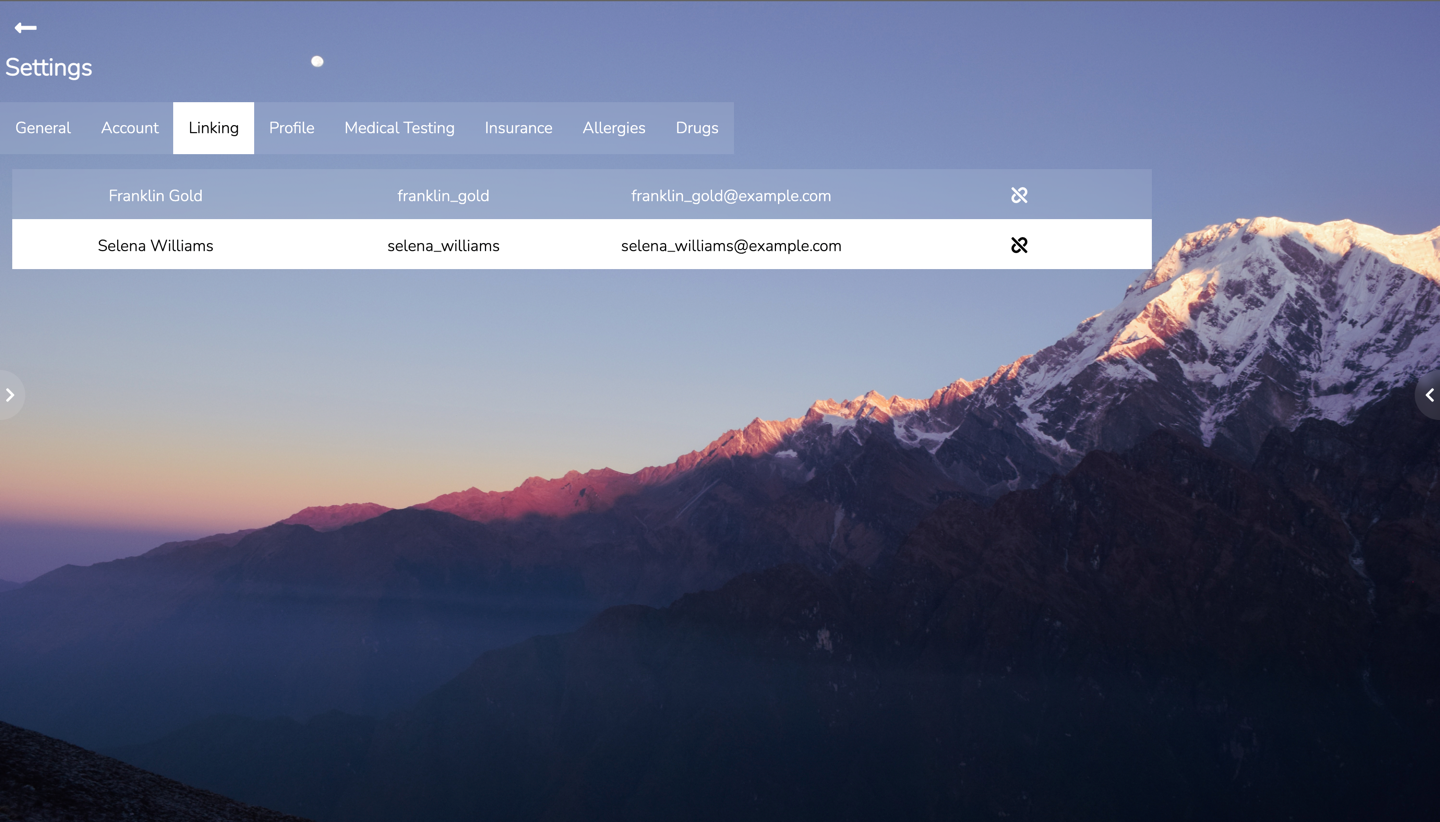 Settings
General Account Linking Profile Medical Testing Insurance Allergies Drugs
Franklin Gold franklin_gold franklin_gold@example.com
Selena Williams selena_williams selena_williams@example.com